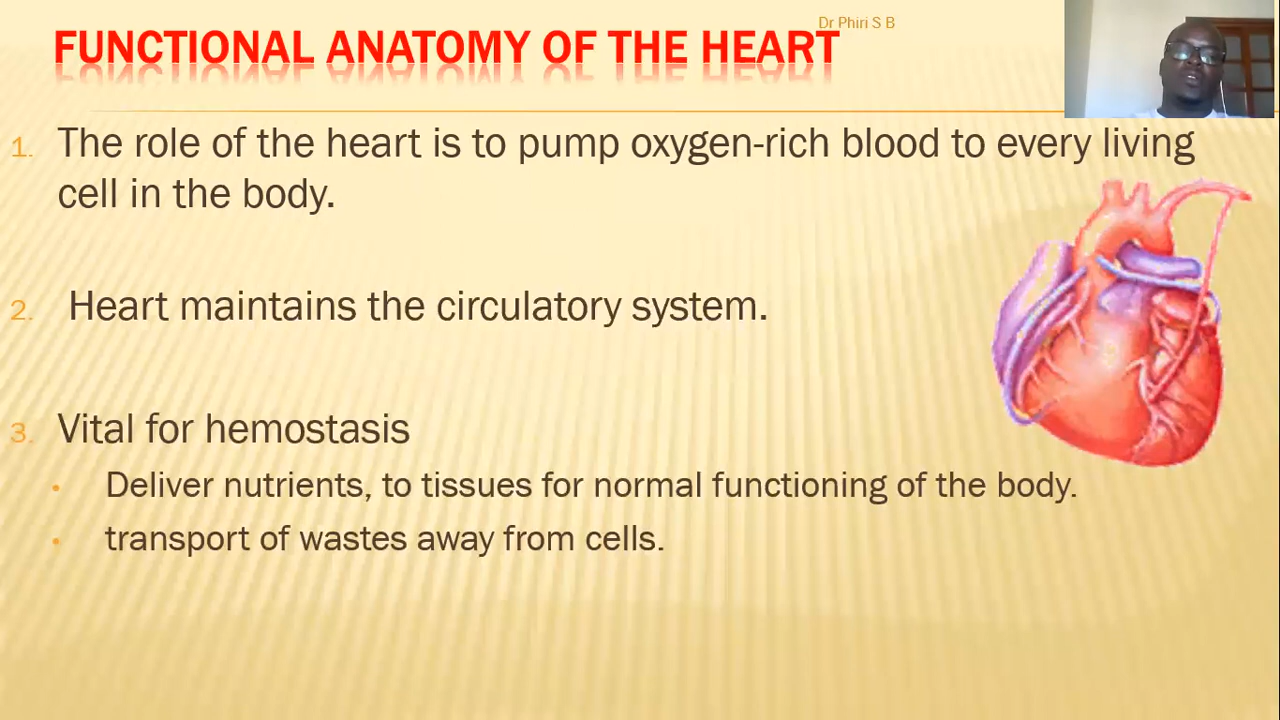 Dr Phiri S B
FUNCTIONAL ANATOMY OF THE HEART
1. The role of the heart is to pump oxygen-rich blood to every living
cell in the body.
2. Heart maintains the circulatory system.
3. Vital for hemostasis
• Deliver nutrients, to tissues for normal functioning of the body.
• transport of wastes away from cells.